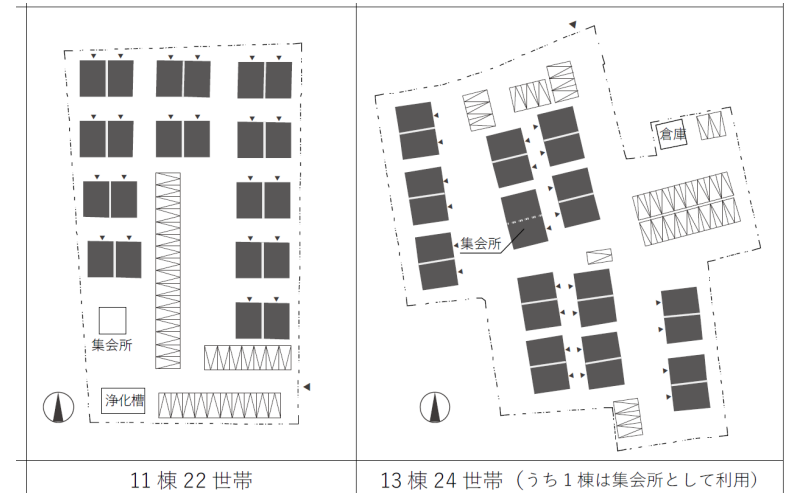 集会所
浄化槽
11 棟 22 世帯
倉庫
集会所
13 棟 24 世帯（うち 1 棟は集会所として利用）